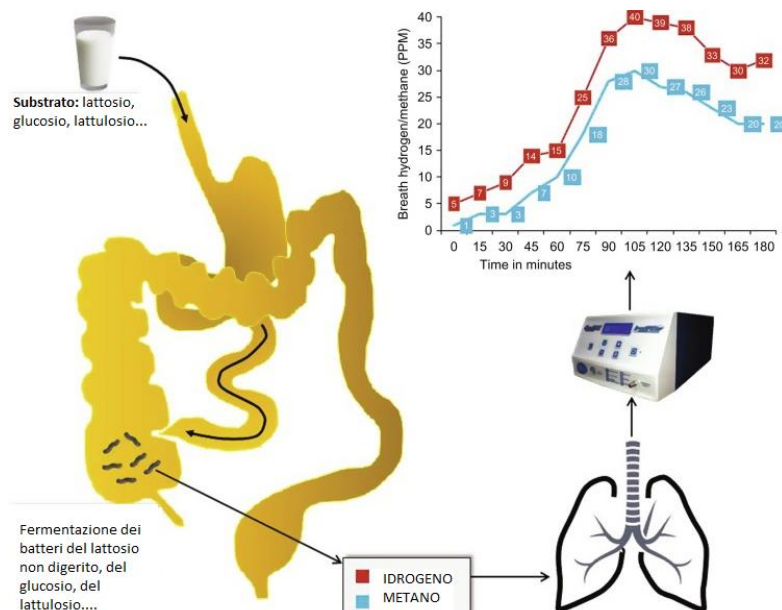 Substrato: lattosio,
glucosio, lattulosio...
Breath hydrogen/methane (PPM)
40
35
30
25
20
15
10
5
0
5
7
9
14
15
25
36
40
39
38
33
30
32
1
3
3
7
10
18
28
30
27
26
23
20
20
0 15 30 45 60 75 90 105 120 135 150 165 180
Time in minutes
Fermentazione dei
batteri del lattosio
non digerito, del
glucosio, del
lattulosio....
IDROGENO
METANO